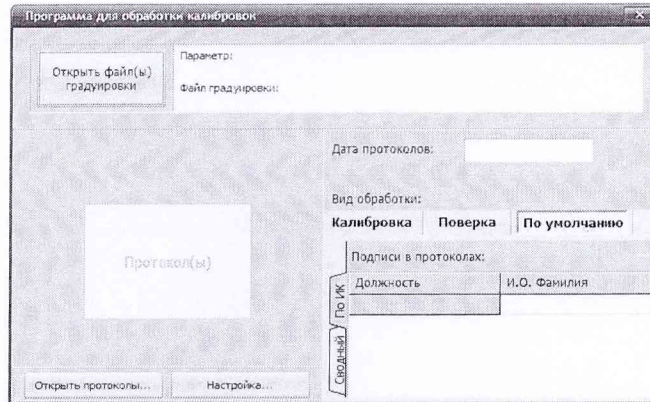 Программа для обработки калибровок
Открыть файл(ы)
градуировки
Параметр:
Файл градуировки:
Дата протоколов:
Вид обработки:
Калибровка
Поверка
По умолчанию
Протокол(ы)
Подписи в протоколах:
Должность
И.О. Фамилия
По ИК
Сводный
Открыть протоколы...
Настройка...